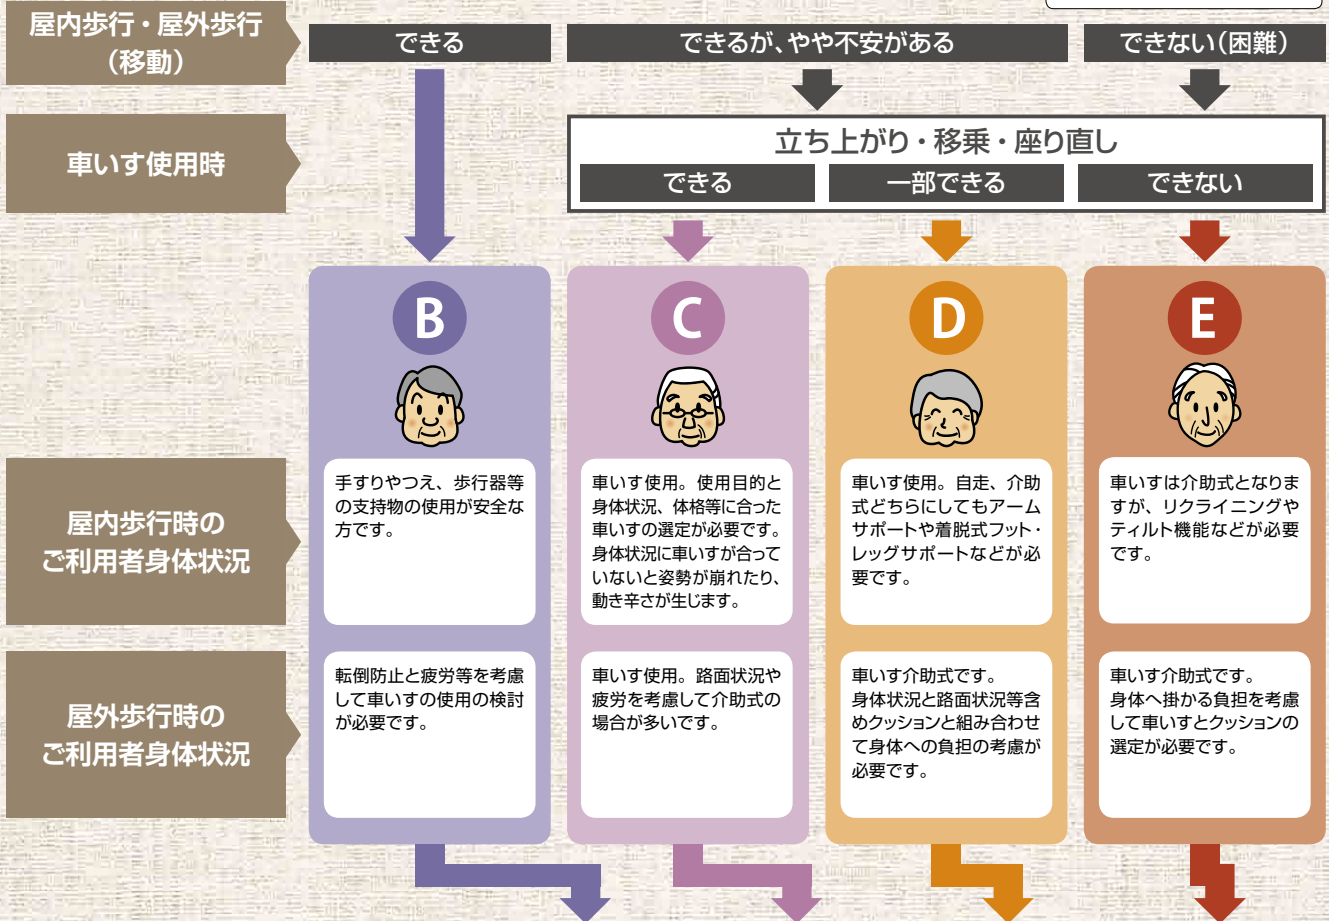 屋内歩行・屋外歩行
（移動）
できる
できるが、やや不安がある
できない（困難）
車いす使用時
立ち上がり・移乗・座り直し
できる
一部できる
できない
B
C
D
E
屋内歩行時の
ご利用者身体状況
手すりやつえ、歩行器等
の支持物の使用が安全な
方です。
車いす使用。使用目的と
身体状況、体格等に合った
車いすの選定が必要です。
身体状況に車いすが合って
いないと姿勢が崩れたり、
動き辛さが生じます。
車いす使用。自走、介助
式どちらにしてもアーム
サポートや着脱式フット・
レッグサポートなどが必
要です。
車いすは介助式となりま
すが、リクライニングや
ティルト機能などが必要
です。
屋外歩行時の
ご利用者身体状況
転倒防止と疲労等を考慮
して車いすの使用の検討
が必要です。
車いす使用。路面状況や
疲労を考慮して介助式の
場合が多いです。
車いす介助式です。
身体状況と路面状況等含
めクッションと組み合わせ
て身体への負担の考慮が
必要です。
車いす介助式です。
身体へ掛かる負担を考慮
して車いすとクッションの
選定が必要です。